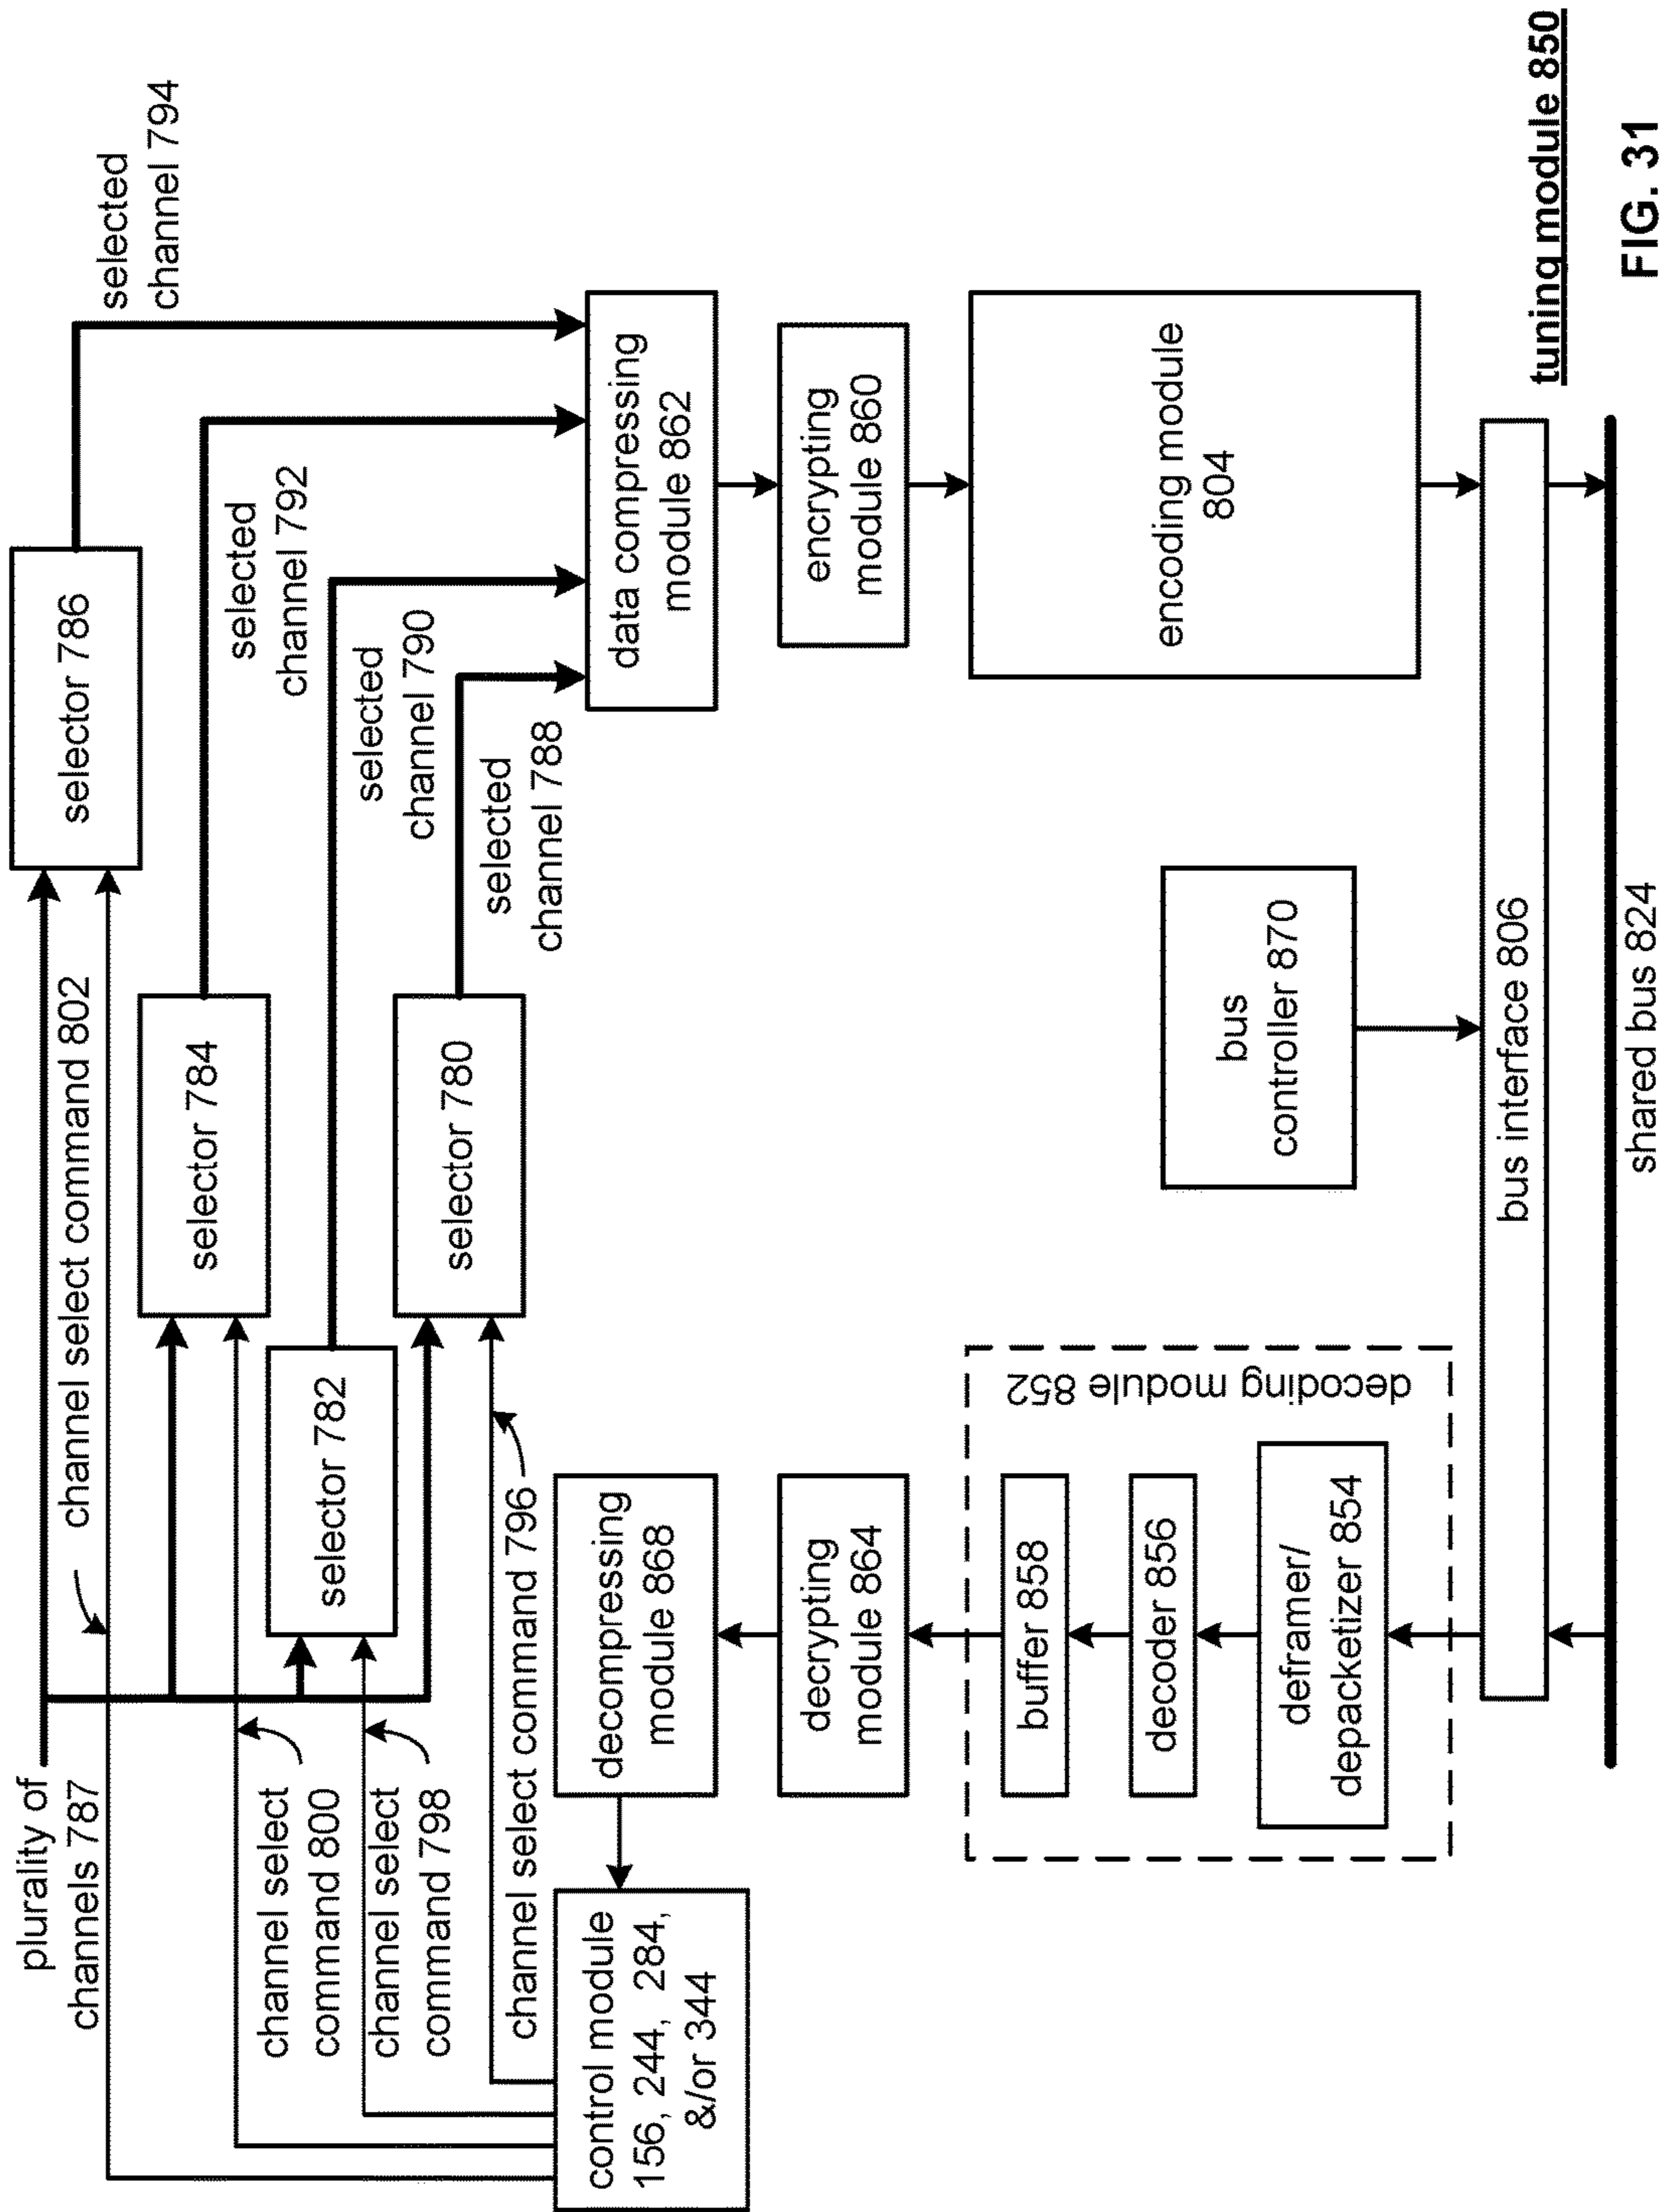 plurality of
channels 787
channel select command 802
selector 786
selected
channel 794
selector 784
selected
channel 792
channel select
command 800
selector 782
selected
channel 790
channel select
command 798
selector 780
selected
channel 788
channel select command 796
control module
156, 244, 284,
&/or 344
decompressing
module 868
data compressing
module 862
decrypting
module 864
encrypting
module 860
buffer 858
decoder 856
deframer/
depacketizer 854
decoding module 852
bus
controller 870
encoding module
804
bus interface 806
shared bus 824
tuning module 850
FIG. 31